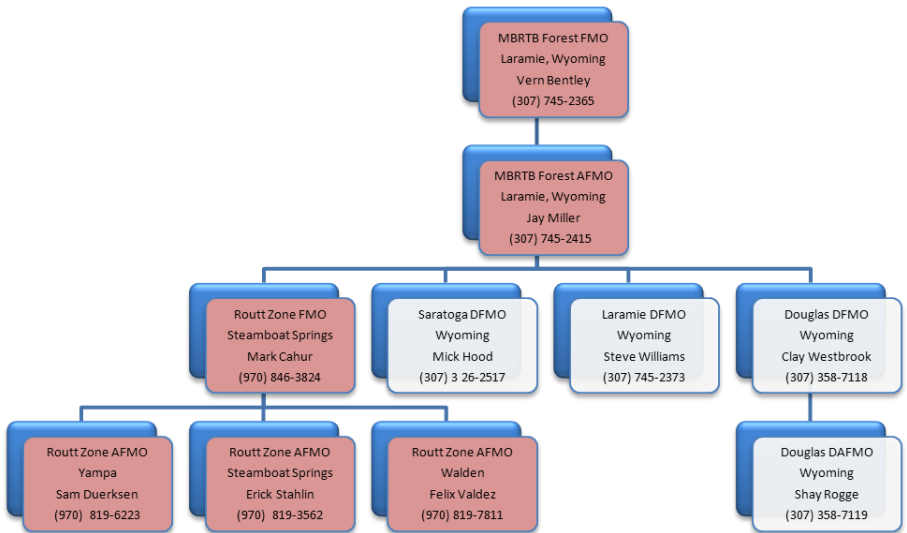 MBRTB Forest FMO
Laramie, Wyoming
Vern Bentley
(307) 745-2365
MBRTB Forest AFMO
Laramie, Wyoming
Jay Miller
(307) 745-2415
Routt Zone FMO
Steamboat Springs
Mark Cahur
(970) 846-3824
Saratoga DFMO
Wyoming
Mick Hood
(307) 3 26-2517
Laramie DFMO
Wyoming
Steve Williams
(307) 745-2373
Douglas DFMO
Wyoming
Clay Westbrook
(307) 358-7118
Routt Zone AFMO
Yampa
Sam Duerksen
(970)  819-6223
Routt Zone AFMO
Steamboat Springs
Erick Stahlin
(970)  819-3562
Routt Zone AFMO
Walden
Felix Valdez
(970) 819-7811
Douglas DAFMO
Wyoming
Shay Rogge
(307) 358-7119